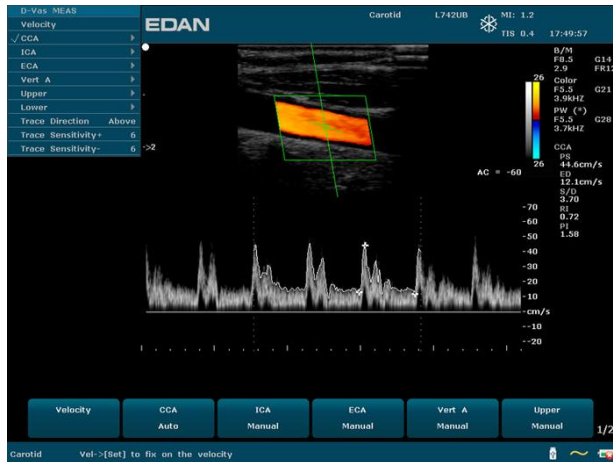 D-Vas MEAS
Velocity
CCA
ICA
ECA
Vert A
Upper
Lower
Trace Direction Above
Trace Sensitivity+ 6
Trace Sensitivity- 6
EDAN
Carotid L742UB MI: 1.2
TIS 0.4 17:49:57
B/M
F8.5 G14
2.9 FR12
Color
F5.5 G21
3.9kHZ
PW (*)
F5.5 G28
3.7kHZ
26
26
>2
AC = -60
CCA
PS
44.6cm/s
ED
12.1cm/s
S/D
3.70
RI
0.72
PI
1.58
-70
-60
-50
-40
-30
-20
-10
-cm/s
--10
--20
Velocity
CCA
Auto
ICA
Manual
ECA
Manual
Vert A
Manual
Upper
Manual
1/2
Carotid Vel->[Set] to fix on the velocity